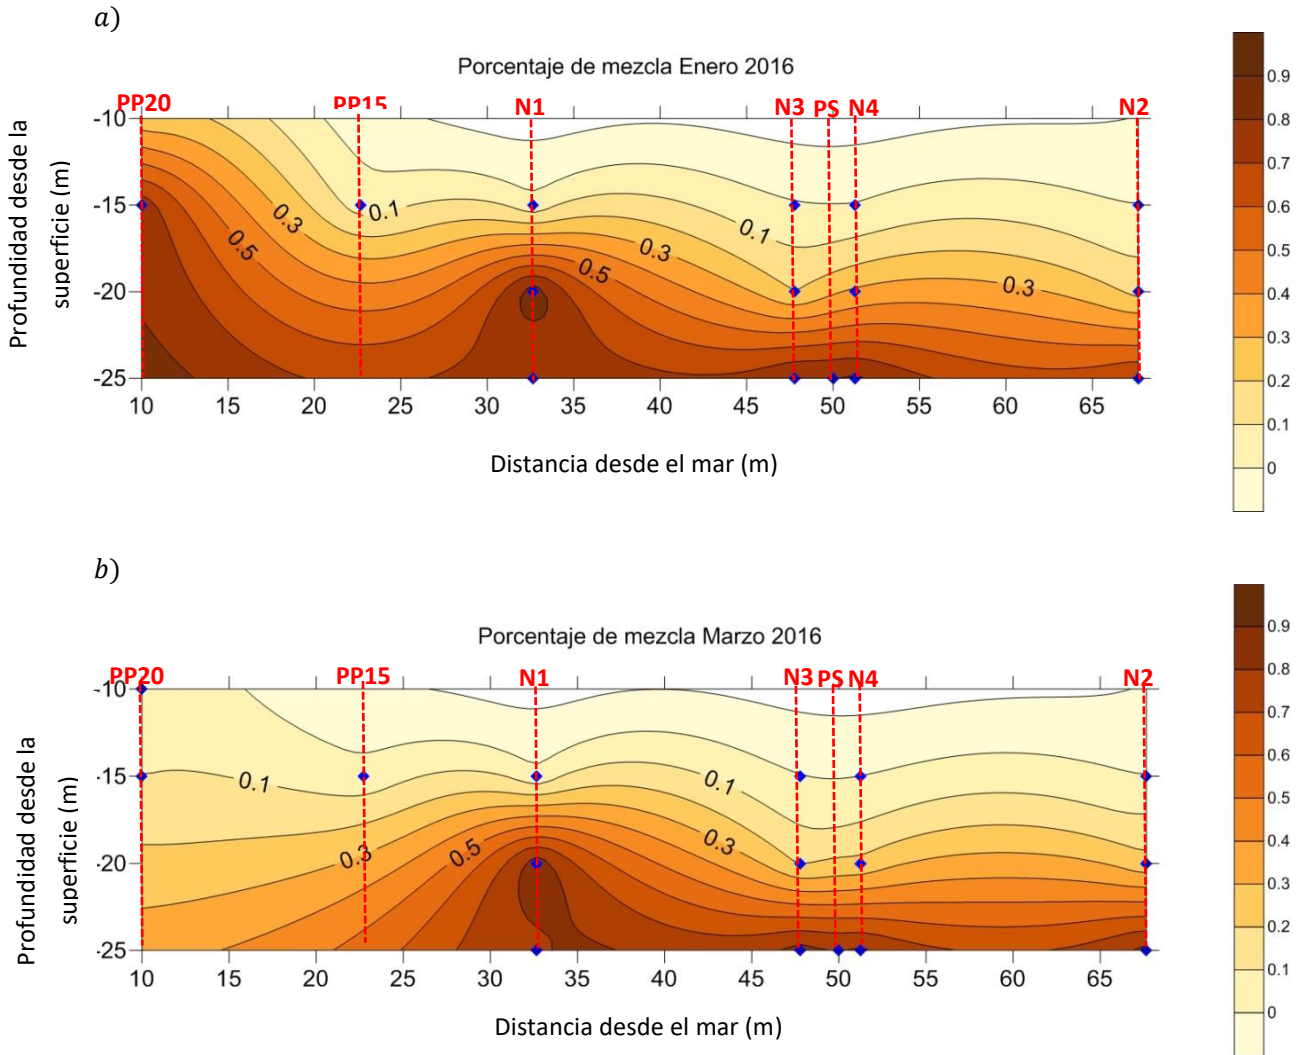 a)
Porcentaje de mezcla Enero 2016
PP20 PP15 N1 N3 PS N4 N2
Profundidad desde la
superficie (m)
-10
-15
-20
-25
0.1
0.3
0.5
0.3
0.5
0.1
0.3
10 15 20 25 30 35 40 45 50 55 60 65
Distancia desde el mar (m)
0.9
0.8
0.7
0.6
0.5
0.4
0.3
0.2
0.1
0
b)
Porcentaje de mezcla Marzo 2016
PP20 PP15 N1 N3 PS N4 N2
Profundidad desde la
superficie (m)
-10
-15
-20
-25
0.1
0.3
0.5
0.1
0.3
10 15 20 25 30 35 40 45 50 55 60 65
Distancia desde el mar (m)
0.9
0.8
0.7
0.6
0.5
0.4
0.3
0.2
0.1
0